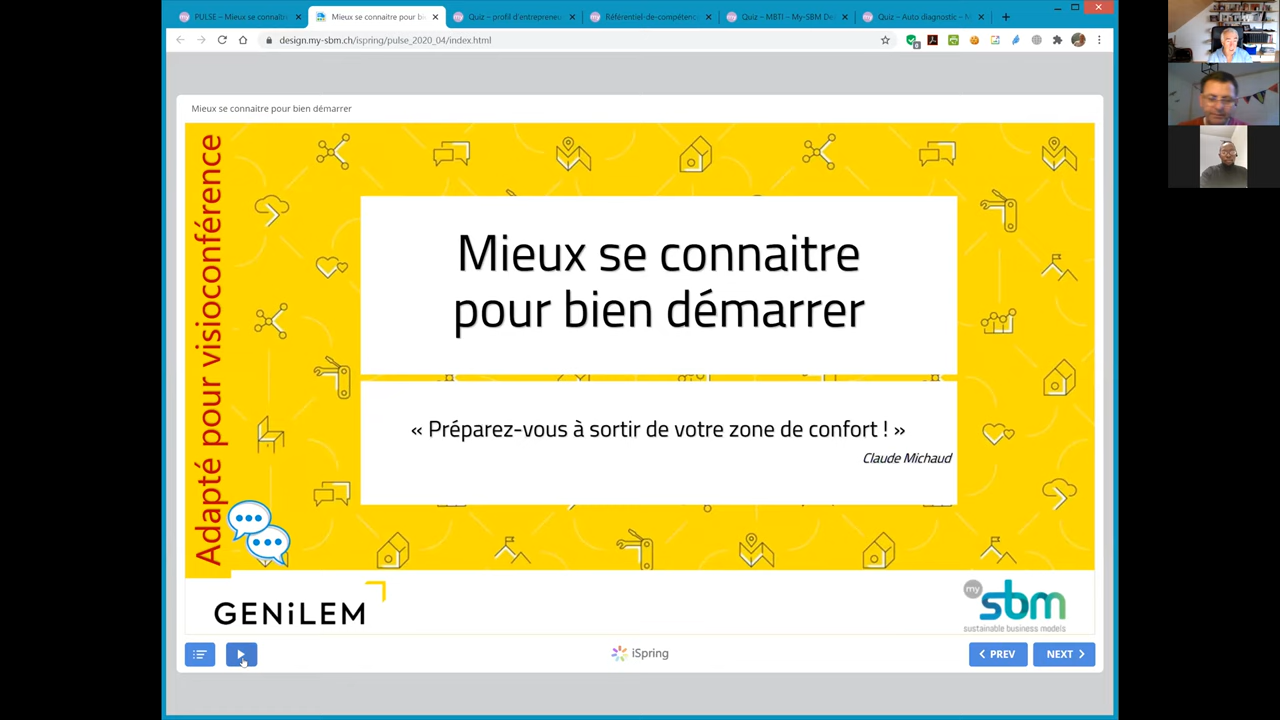 PULSE – Mieux se connaitr
Mieux se connaitre pour bi
Quiz – profil d'entrepreneu
Référentiel-de-compétenc
Quiz – MBTI – My-SBM De
Quiz – Auto diagnostic – M
design.my-sbm.ch/ispring/pulse_2020_04/index.html
Mieux se connaitre pour bien démarrer
Adapté pour visioconférence
Mieux se connaitre
pour bien démarrer
« Préparez-vous à sortir de votre zone de confort ! »
Claude Michaud
GENiLEM
my
sbm
sustainable business models
iSpring
PREV
NEXT